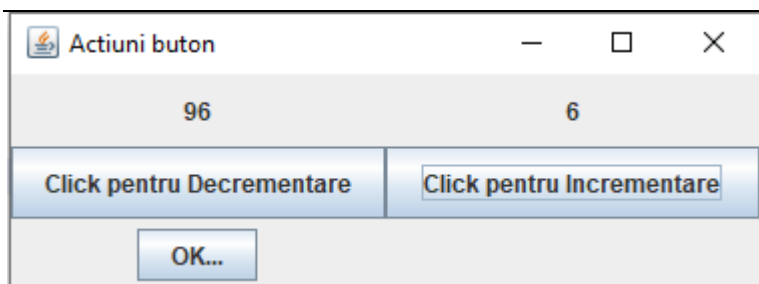 Actiuni buton
96 6
Click pentru Decrementare Click pentru Incrementare
OK...